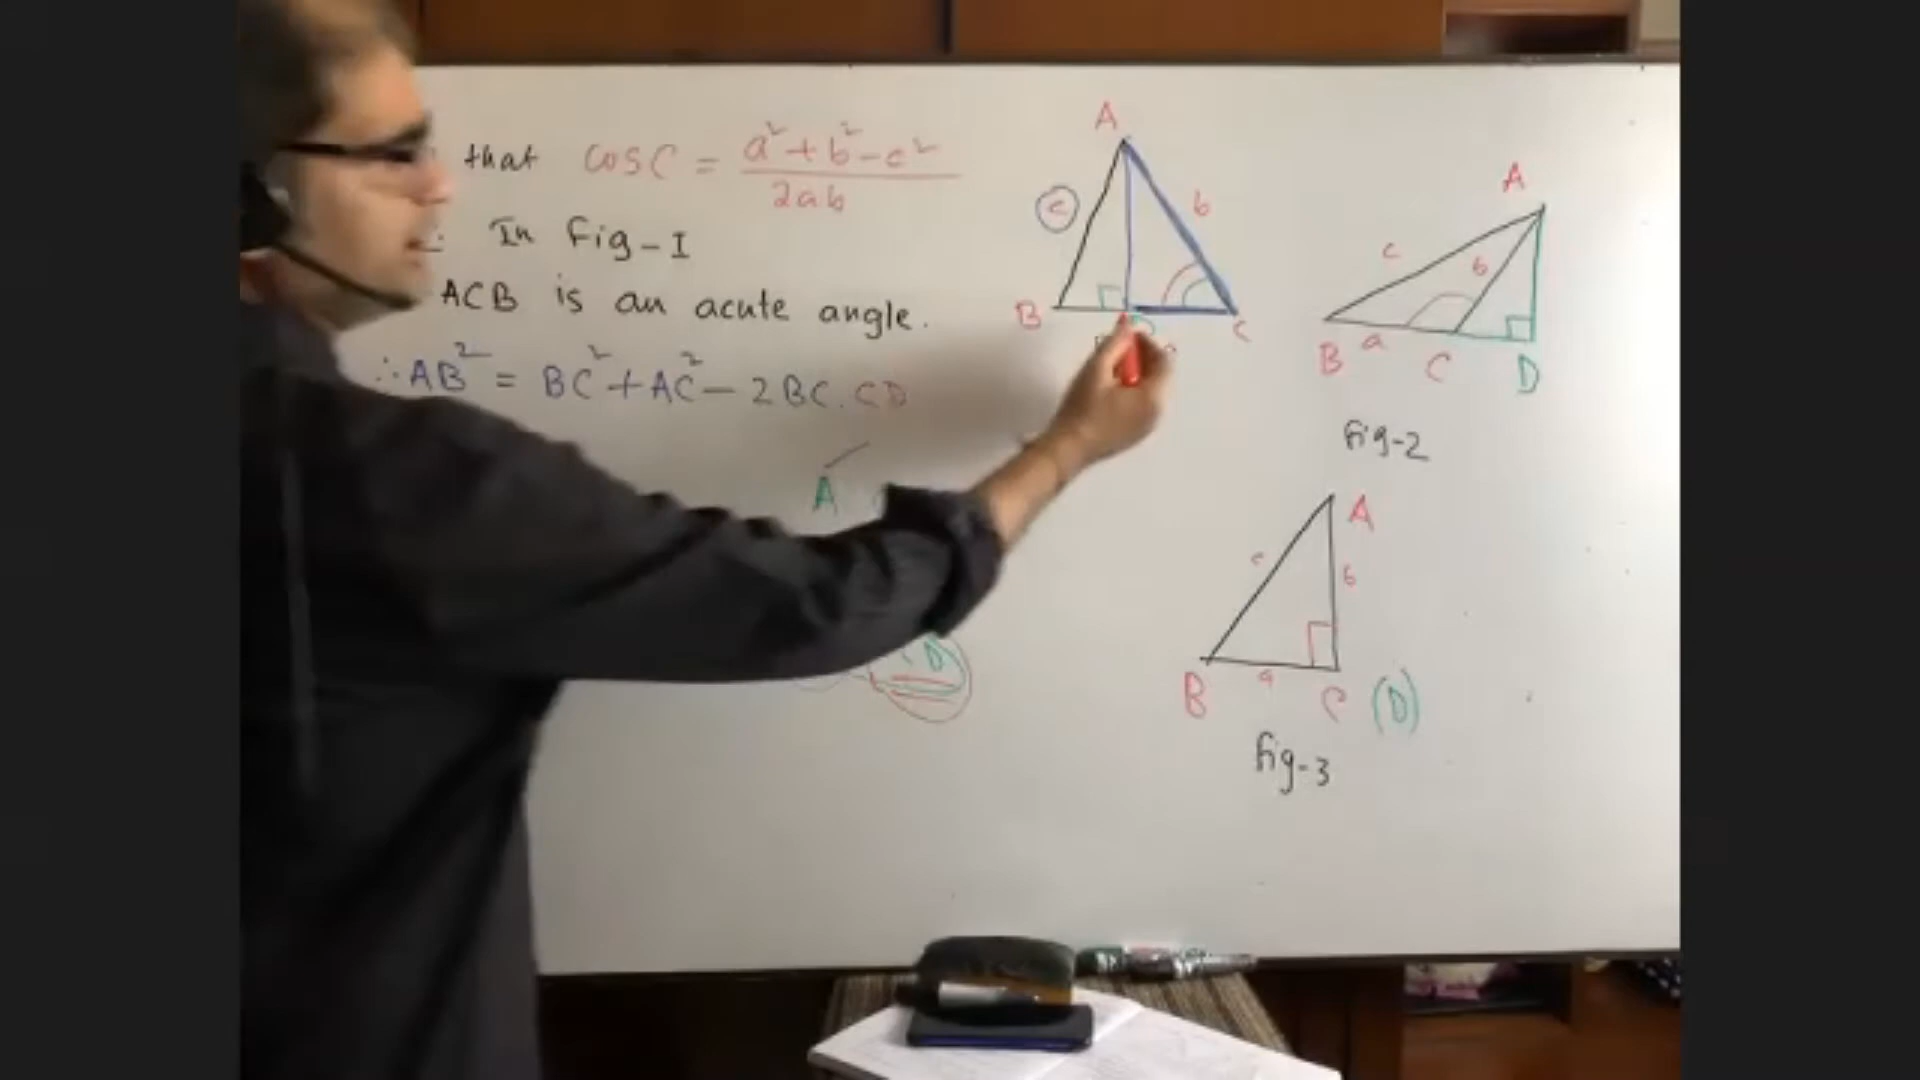 that cosC = a²+b²-c² / 2ab
In fig-I
ACB is an acute angle.
∴AB² = BC²+AC²-2BC.CD
A
D
A
c
b
B
C
A
c
b
B
a
C
D
fig-2
A
c
b
B
a
C
(D)
fig-3